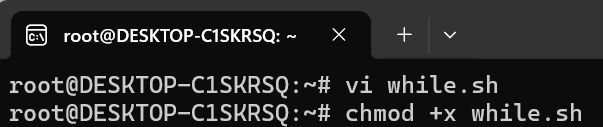 root@DESKTOP-C1SKRSQ: ~
root@DESKTOP-C1SKRSQ:~# vi while.sh
root@DESKTOP-C1SKRSQ:~# chmod +x while.sh